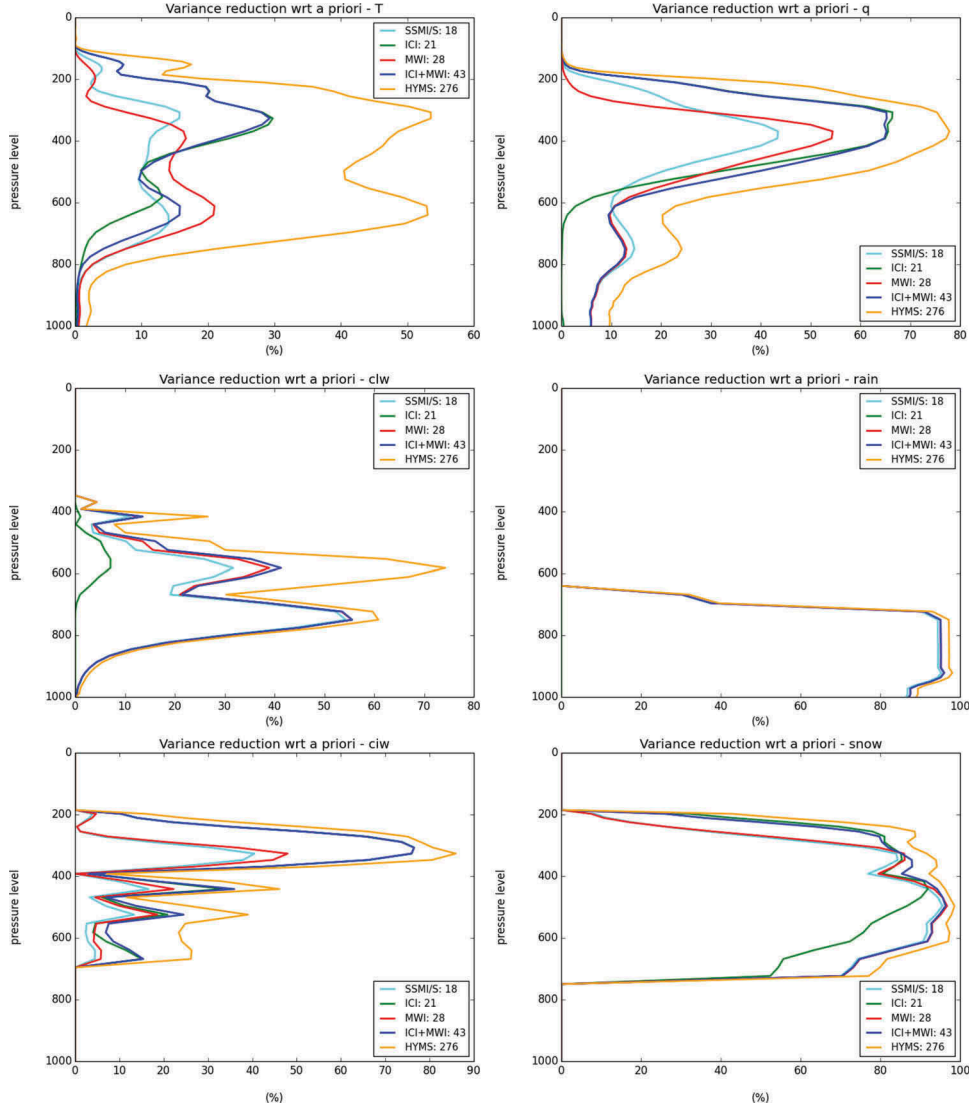 Variance reduction wrt a priori - T
0
200
400
600
800
1000
pressure level
0 10 20 30 40 50 60
(%)
SSMI/S: 18
ICI: 21
MWI: 28
ICI+MWI: 43
HYMS: 276
Variance reduction wrt a priori - q
0
200
400
600
800
1000
pressure level
0 10 20 30 40 50 60 70 80
(%)
SSMI/S: 18
ICI: 21
MWI: 28
ICI+MWI: 43
HYMS: 276
Variance reduction wrt a priori - clw
0
200
400
600
800
1000
pressure level
0 10 20 30 40 50 60 70 80
(%)
SSMI/S: 18
ICI: 21
MWI: 28
ICI+MWI: 43
HYMS: 276
Variance reduction wrt a priori - rain
0
200
400
600
800
1000
pressure level
0 20 40 60 80 100
(%)
SSMI/S: 18
ICI: 21
MWI: 28
ICI+MWI: 43
HYMS: 276
Variance reduction wrt a priori - ciw
0
200
400
600
800
1000
pressure level
0 10 20 30 40 50 60 70 80 90
(%)
SSMI/S: 18
ICI: 21
MWI: 28
ICI+MWI: 43
HYMS: 276
Variance reduction wrt a priori - snow
0
200
400
600
800
1000
pressure level
0 20 40 60 80 100
(%)
SSMI/S: 18
ICI: 21
MWI: 28
ICI+MWI: 43
HYMS: 276